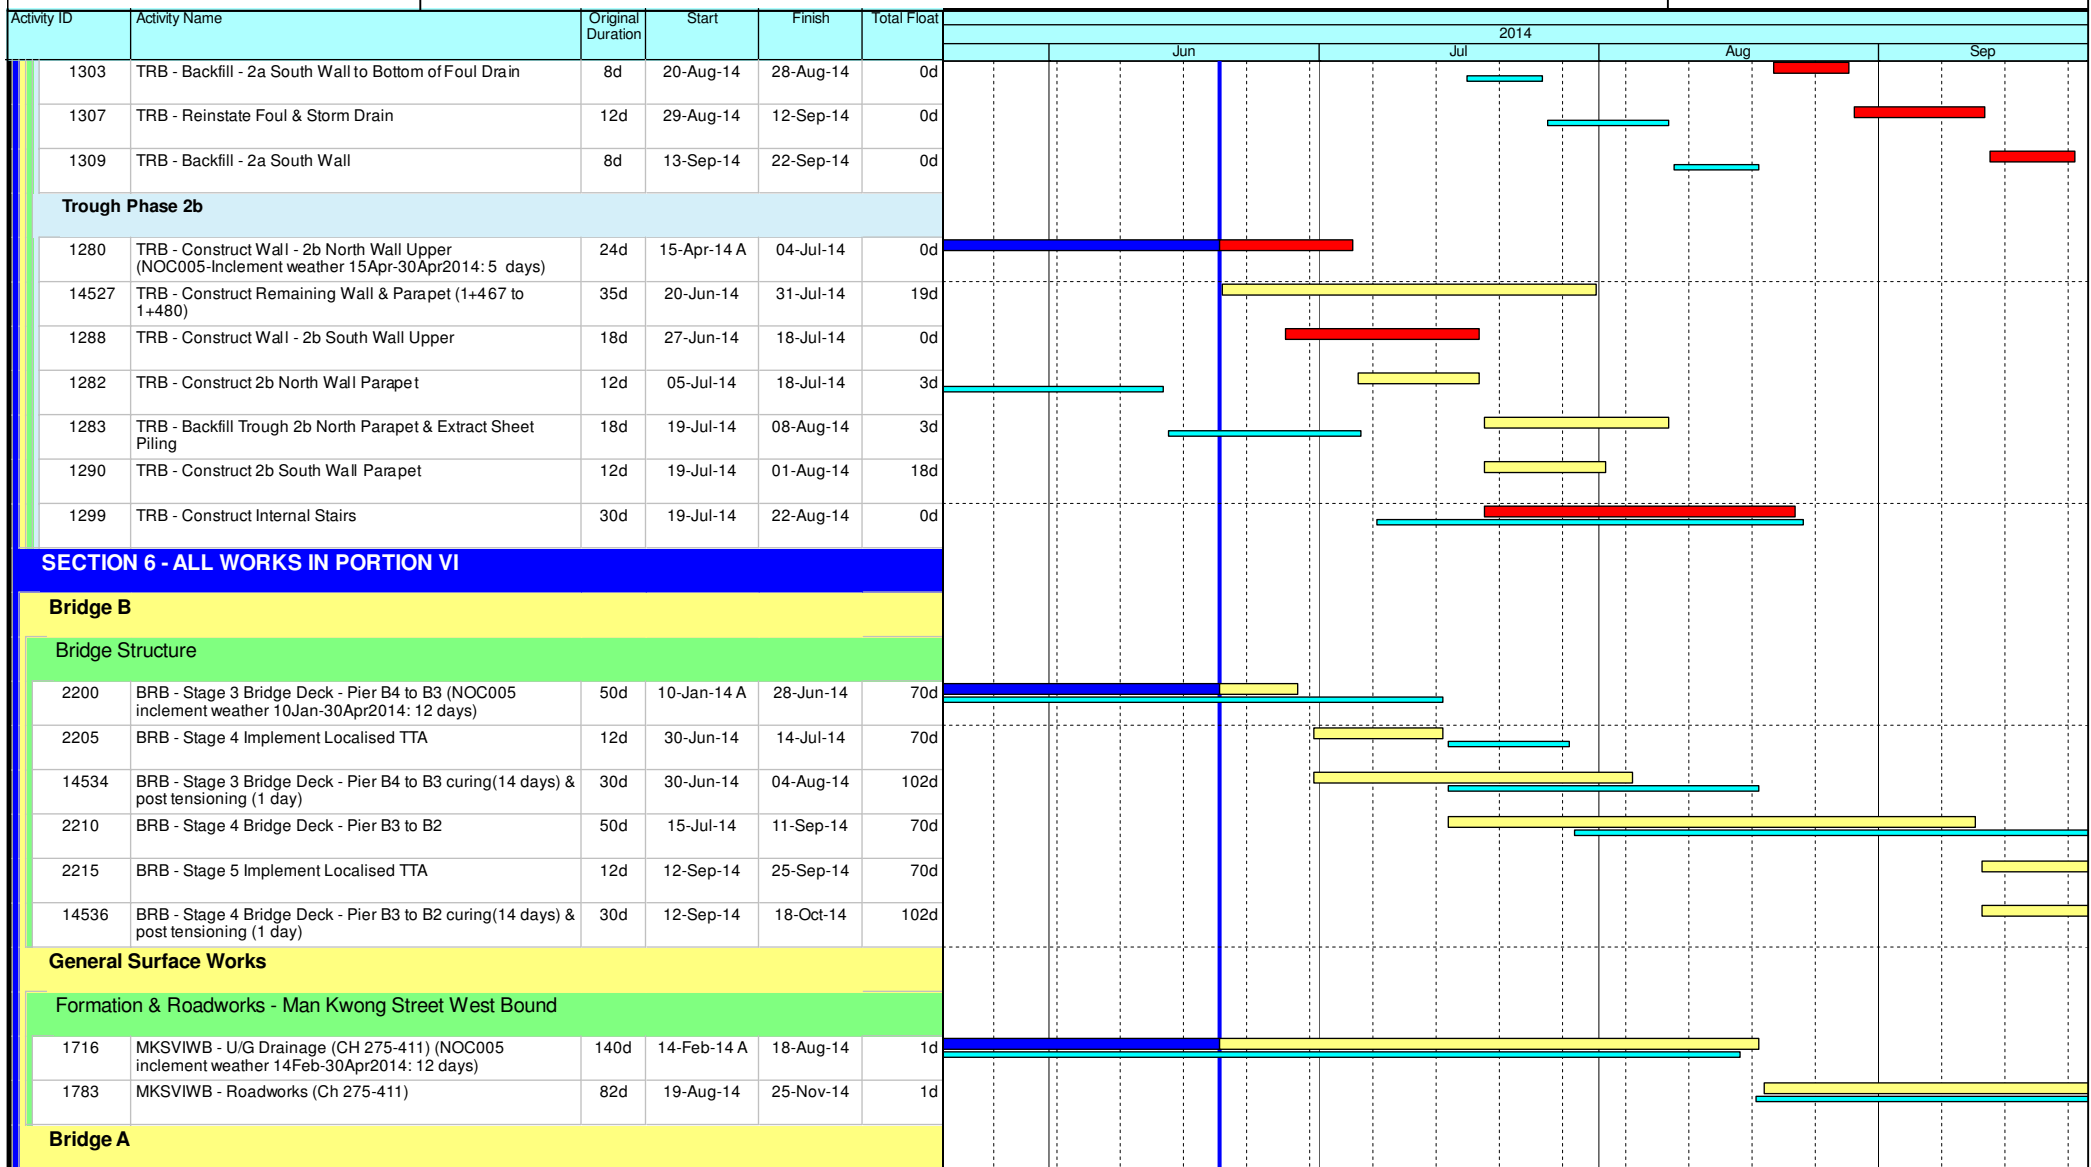 Activity ID Activity Name Original Duration Start Finish Total Float
2014
Jun Jul Aug Sep
1303 TRB - Backfill - 2a South Wall to Bottom of Foul Drain 8d 20-Aug-14 28-Aug-14 0d
1307 TRB - Reinstate Foul & Storm Drain 12d 29-Aug-14 12-Sep-14 0d
1309 TRB - Backfill - 2a South Wall 8d 13-Sep-14 22-Sep-14 0d
Trough Phase 2b
1280 TRB - Construct Wall - 2b North Wall Upper 24d 15-Apr-14 A 04-Jul-14 0d
(NOC005-Inclement weather 15Apr-30Apr2014: 5 days)
14527 TRB - Construct Remaining Wall & Parapet (1+467 to 35d 20-Jun-14 31-Jul-14 19d
1+480)
1288 TRB - Construct Wall - 2b South Wall Upper 18d 27-Jun-14 18-Jul-14 0d
1282 TRB - Construct 2b North Wall Parapet 12d 05-Jul-14 18-Jul-14 3d
1283 TRB - Backfill Trough 2b North Parapet & Extract Sheet 18d 19-Jul-14 08-Aug-14 3d
Piling
1290 TRB - Construct 2b South Wall Parapet 12d 19-Jul-14 01-Aug-14 18d
1299 TRB - Construct Internal Stairs 30d 19-Jul-14 22-Aug-14 0d
SECTION 6 - ALL WORKS IN PORTION VI
Bridge B
Bridge Structure
2200 BRB - Stage 3 Bridge Deck - Pier B4 to B3 (NOC005 50d 10-Jan-14 A 28-Jun-14 70d
inclement weather 10Jan-30Apr2014: 12 days)
2205 BRB - Stage 4 Implement Localised TTA 12d 30-Jun-14 14-Jul-14 70d
14534 BRB - Stage 3 Bridge Deck - Pier B4 to B3 curing(14 days) & 30d 30-Jun-14 04-Aug-14 102d
post tensioning (1 day)
2210 BRB - Stage 4 Bridge Deck - Pier B3 to B2 50d 15-Jul-14 11-Sep-14 70d
2215 BRB - Stage 5 Implement Localised TTA 12d 12-Sep-14 25-Sep-14 70d
14536 BRB - Stage 4 Bridge Deck - Pier B3 to B2 curing(14 days) & 30d 12-Sep-14 18-Oct-14 102d
post tensioning (1 day)
General Surface Works
Formation & Roadworks - Man Kwong Street West Bound
1716 MKSVIWB - U/G Drainage (CH 275-411) (NOC005 140d 14-Feb-14 A 18-Aug-14 1d
inclement weather 14Feb-30Apr2014: 12 days)
1783 MKSVIWB - Roadworks (Ch 275-411) 82d 19-Aug-14 25-Nov-14 1d
Bridge A